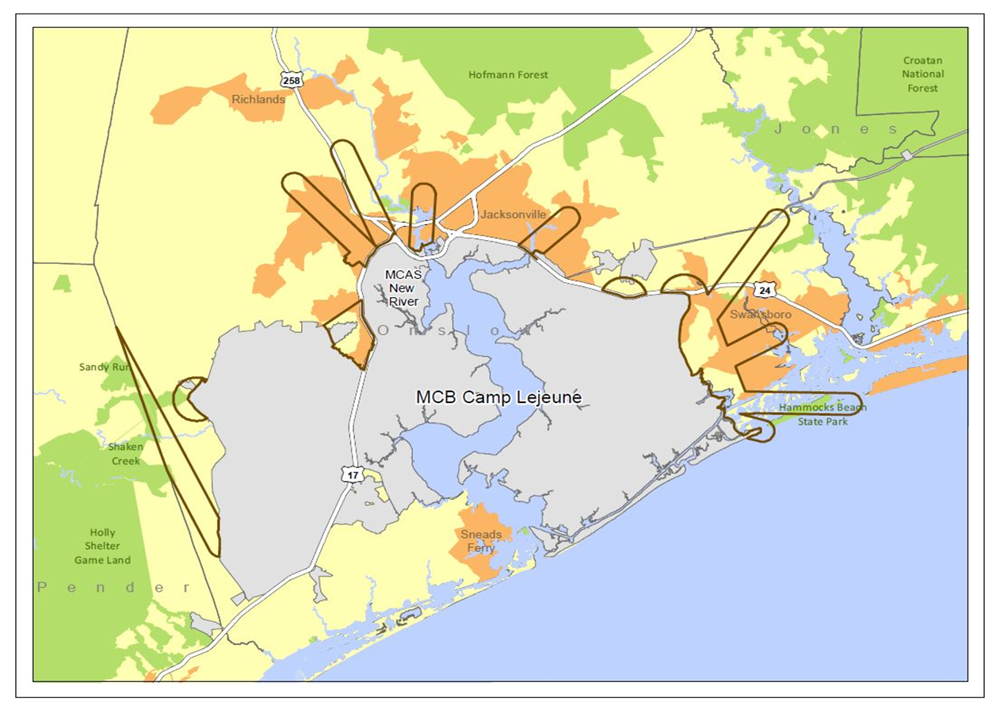 Hofmann Forest
Croatan
National
Forest
258
Richlands
J o n e s
Jacksonville
MCAS
New
River
24
Swansboro
O n s l o w
Sandy Run
MCB Camp Lejeune
Hammocks Beach
State Park
Shaken
Creek
17
Holly
Shelter
Game Land
Sneads
Ferry
P e n d e r